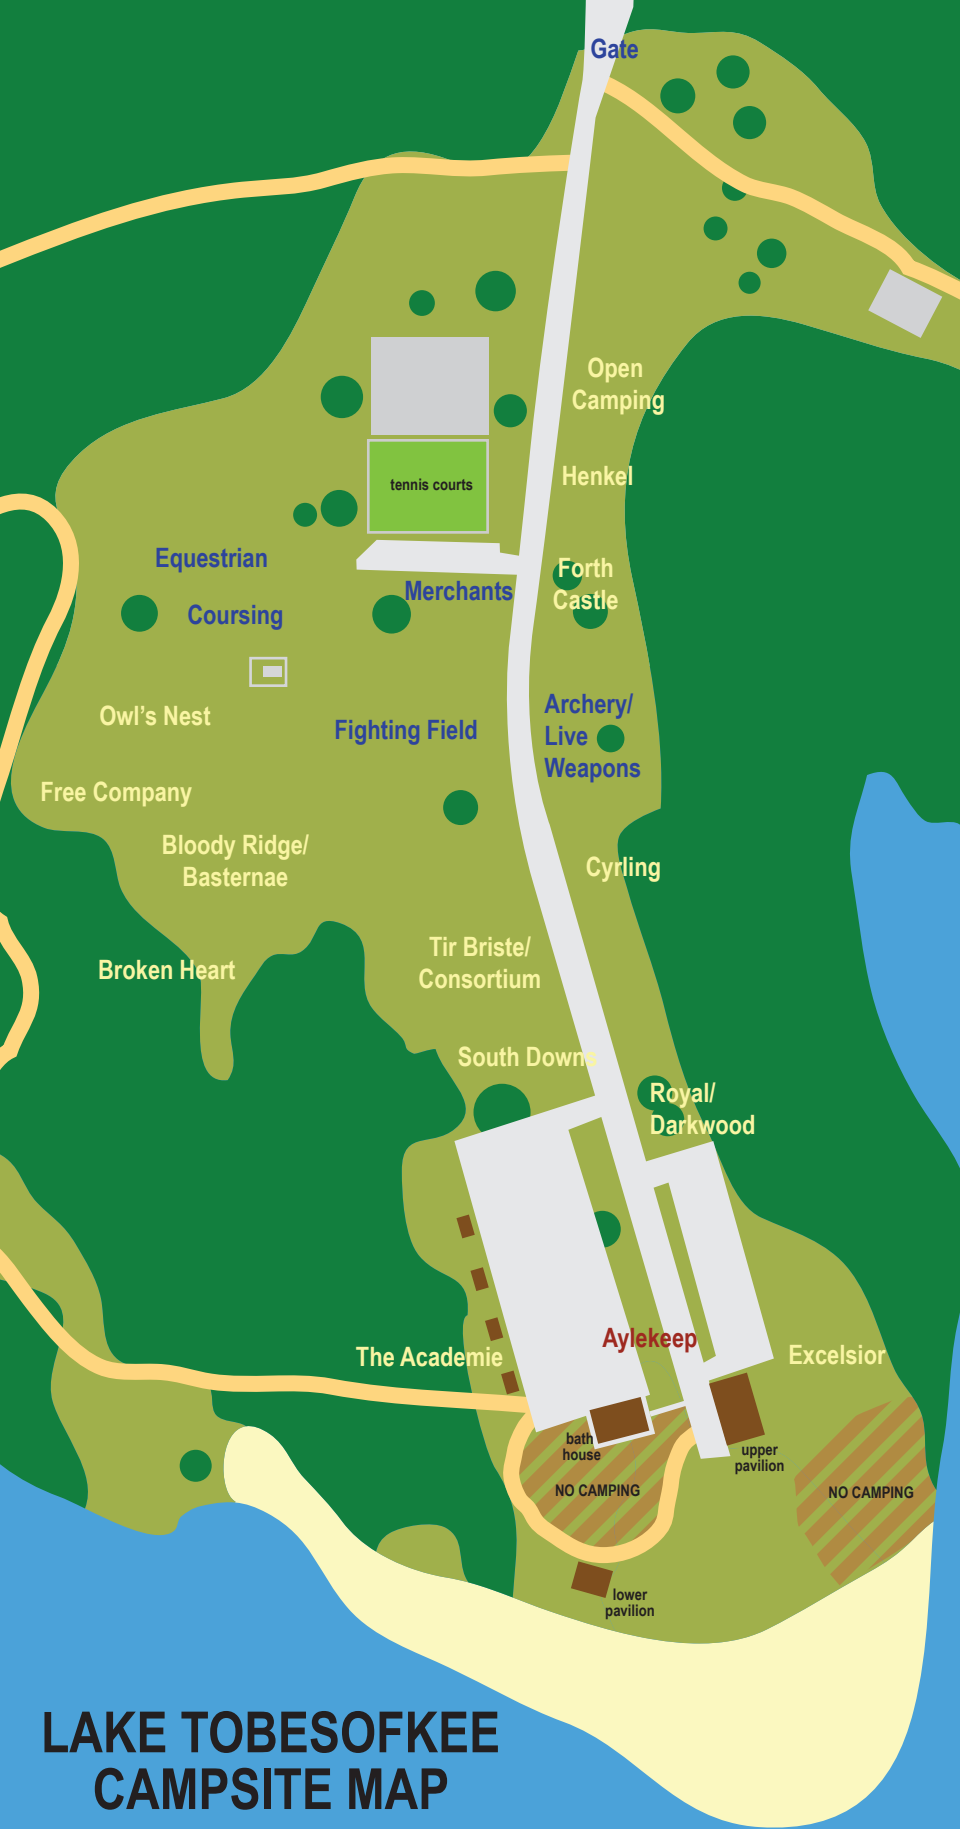 Gate
Open
Camping
Henkel
tennis courts
Equestrian
Forth
Castle
Merchants
Coursing
Owl's Nest
Fighting Field
Archery/
Live
Weapons
Free Company
Bloody Ridge/
Basternae
Cyrling
Broken Heart
Tir Briste/
Consortium
South Downs
Royal/
Darkwood
Aylekeep
The Academie
Excelsior
bath
house
upper
pavilion
NO CAMPING
NO CAMPING
lower
pavilion
LAKE TOBESOFKEE
CAMPSITE MAP